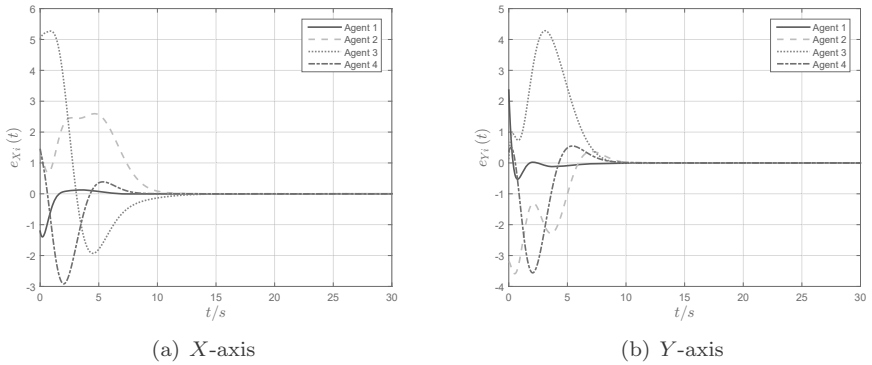 6
5
4
3
2
1
0
-1
-2
-3
e_{Xi}(t)
0 5 10 15 20 25 30
t/s
Agent 1
Agent 2
Agent 3
Agent 4
(a) X-axis
5
4
3
2
1
0
-1
-2
-3
-4
e_{Yi}(t)
0 5 10 15 20 25 30
t/s
Agent 1
Agent 2
Agent 3
Agent 4
(b) Y-axis